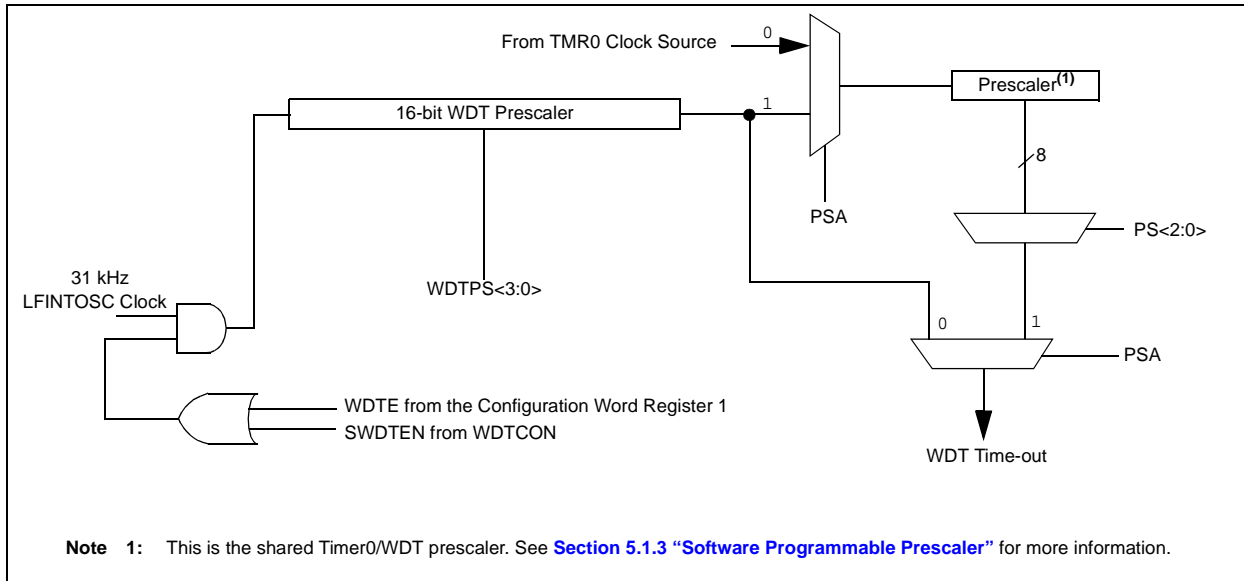 From TMR0 Clock Source
0
Prescaler(1)
16-bit WDT Prescaler
1
8
PSA
PS<2:0>
31 kHz
LFINTOSC Clock
WDTPS<3:0>
0
1
PSA
WDTE from the Configuration Word Register 1
SWDTEN from WDTCON
WDT Time-out
Note 1: This is the shared Timer0/WDT prescaler. See Section 5.1.3 “Software Programmable Prescaler” for more information.